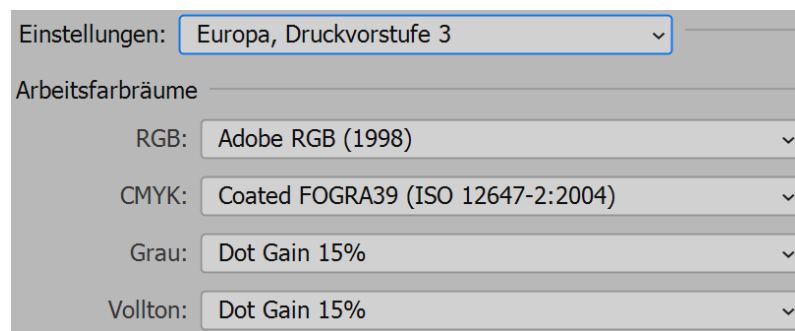 Einstellungen: Europa, Druckvorstufe 3
Arbeitsfarbräume
RGB: Adobe RGB (1998)
CMYK: Coated FOGRA39 (ISO 12647-2:2004)
Grau: Dot Gain 15%
Vollton: Dot Gain 15%